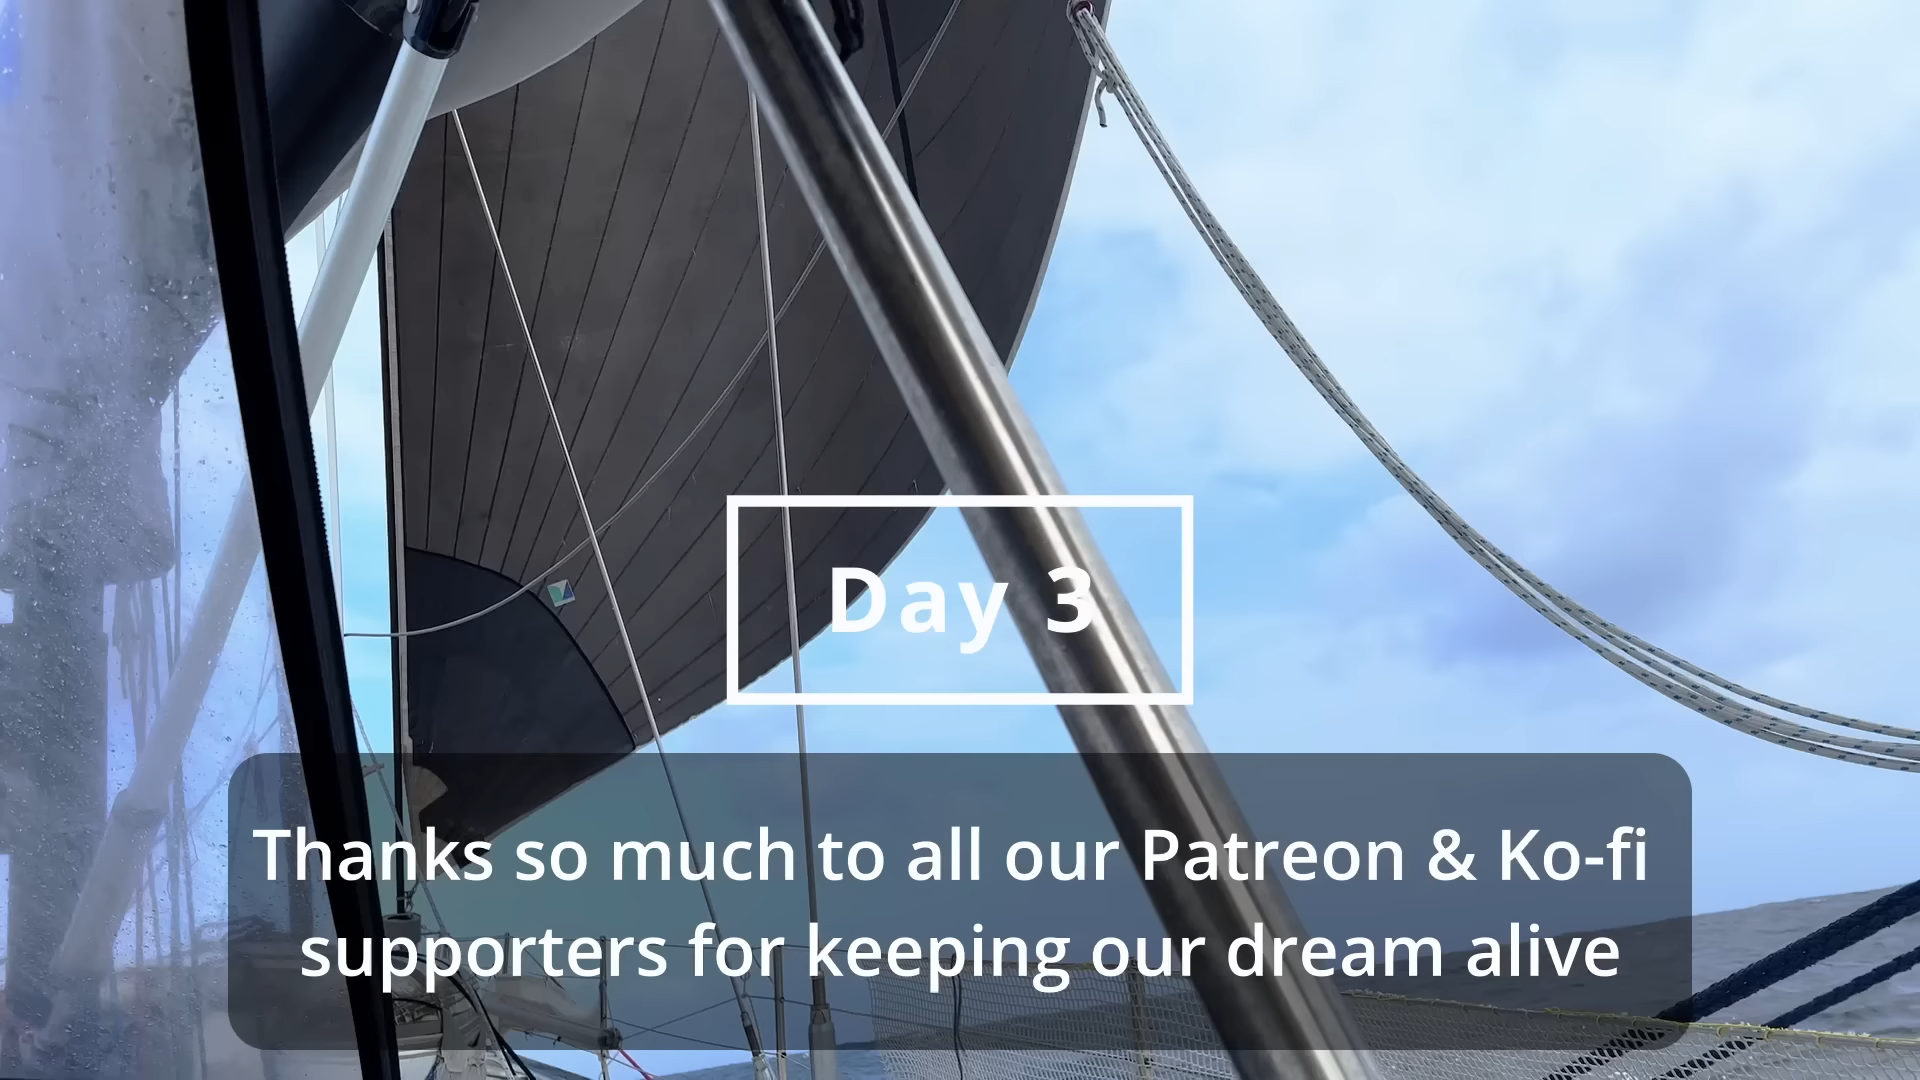 Day 3
Thanks so much to all our Patreon & Ko-fi
supporters for keeping our dream alive